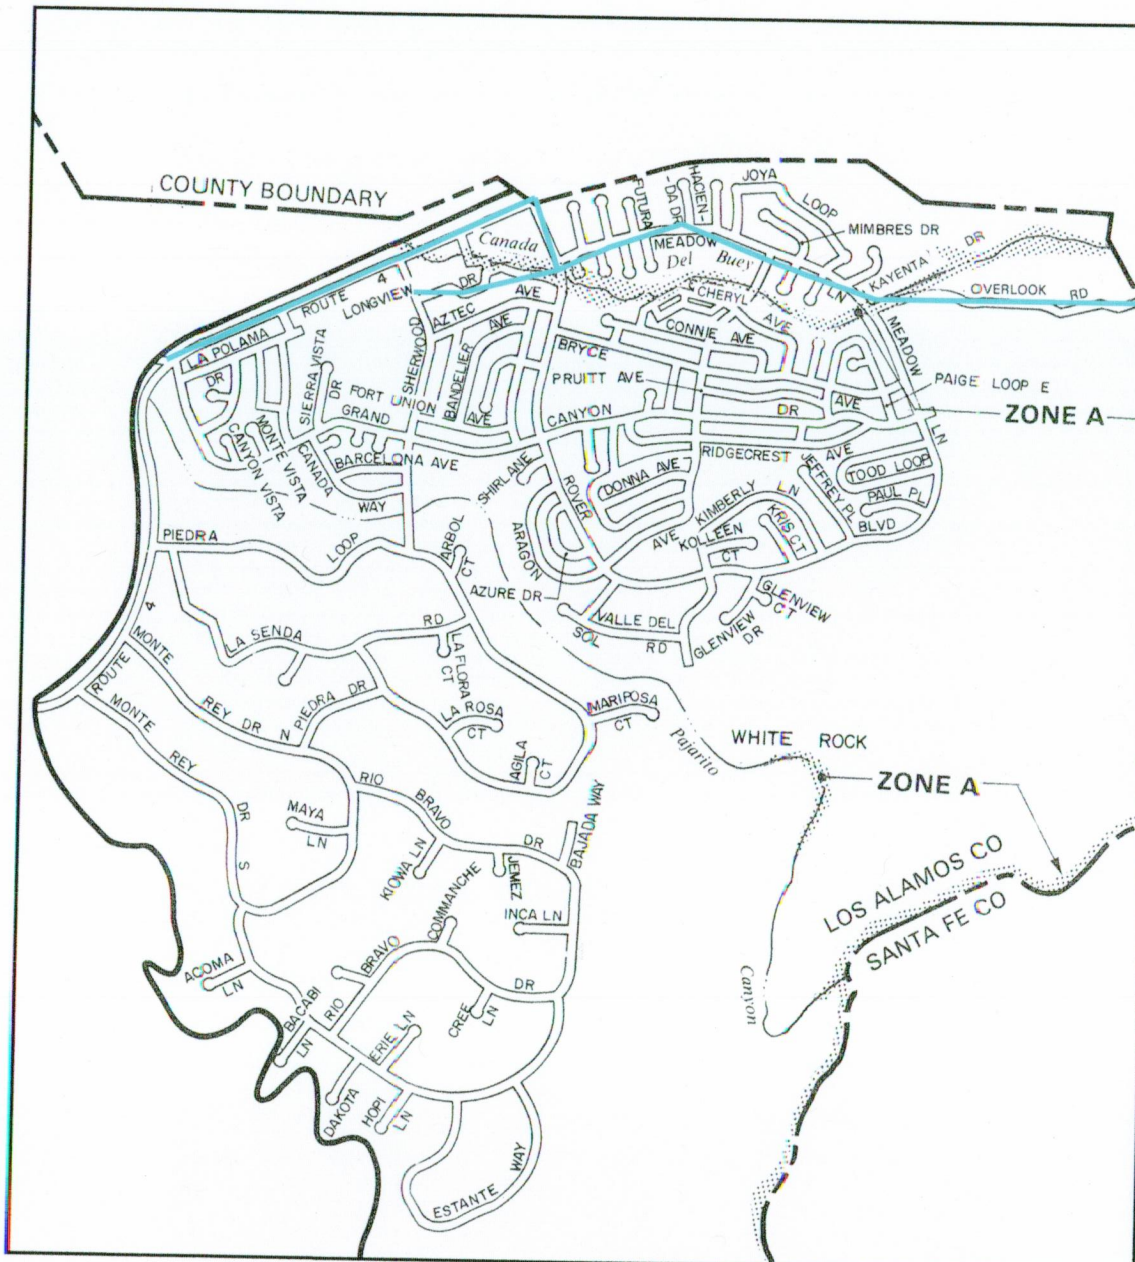 COUNTY BOUNDARY
FUTURA
HACIEN-
-DA DR
JOYA
LOOP
MIMBRES DR
Canada
MEADOW
Del Buey
LN
KAYENTA DR
OVERLOOK RD
ROUTE 4
LONGVIEW DR
LA POLAMA
DR
AZTEC AVE
CHERYL AVE
CONNIE AVE
MEADOW
LN
SIERRA VISTA
DR
SHERWOOD
BANDELIER
AVE
BRYCE
AVE
PRUITT AVE
PAIGE LOOP E
ZONE A
FORT UNION
GRAND
CANYON
DR
CANYON VISTA
MONTE VISTA
CANADA
WAY
BARCELONA AVE
RIDGECREST AVE
TOOD LOOP
PAUL PL
BLVD
JEFFREY PL
SHIRLANE
ROVER
DONNA AVE
KIMBERLY LN
AVE
KOLLEEN
CT
KRIS CT
ARAGON
AZURE DR
PIEDRA LOOP
ARBOL
CT
GLENVIEW
CT
GLENVIEW
DR
VALLE DEL
SOL
RD
ROUTE 4
LA SENDA RD
LA FLORA
CT
MONTE
REY DR N
PIEDRA DR
LA ROSA
CT
MARIPOSA
CT
AGILA
CT
Pajarito
WHITE ROCK
ZONE A
MONTE
REY
DR
S
MAYA
LN
RIO
BRAVO
DR
BAJADA WAY
KIOWA LN
JEMEZ
COMMANCHE
INCA LN
LOS ALAMOS CO
SANTA FE CO
Canyon
ACOMA
LN
BACABI
LN
RIO
BRAVO
DR
CREE
LN
ERIE LN
DAKOTA
HOPI
LN
ESTANTE WAY